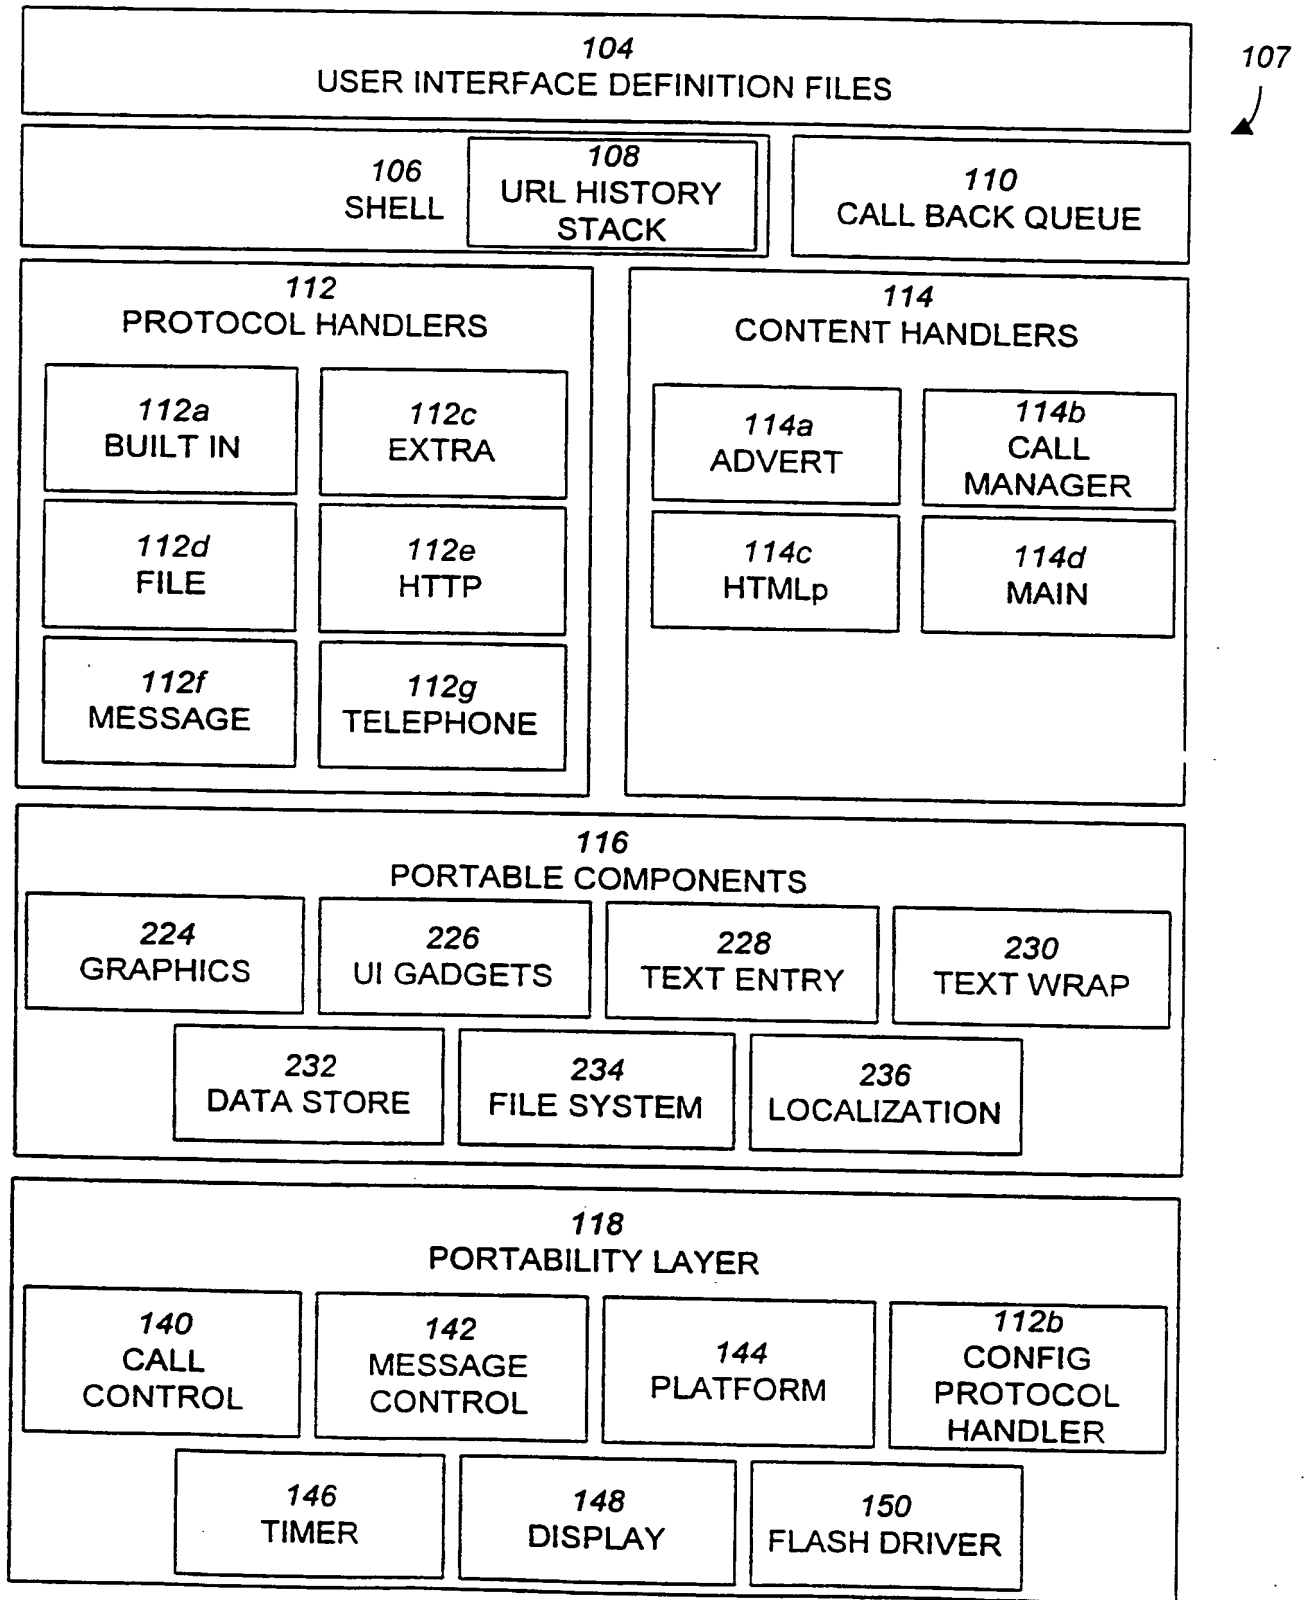 104
USER INTERFACE DEFINITION FILES
107
106
SHELL
108
URL HISTORY
STACK
110
CALL BACK QUEUE
112
PROTOCOL HANDLERS
112a
BUILT IN
112c
EXTRA
112d
FILE
112e
HTTP
112f
MESSAGE
112g
TELEPHONE
114
CONTENT HANDLERS
114a
ADVERT
114b
CALL
MANAGER
114c
HTMLp
114d
MAIN
116
PORTABLE COMPONENTS
224
GRAPHICS
226
UI GADGETS
228
TEXT ENTRY
230
TEXT WRAP
232
DATA STORE
234
FILE SYSTEM
236
LOCALIZATION
118
PORTABILITY LAYER
140
CALL
CONTROL
142
MESSAGE
CONTROL
144
PLATFORM
112b
CONFIG
PROTOCOL
HANDLER
146
TIMER
148
DISPLAY
150
FLASH DRIVER